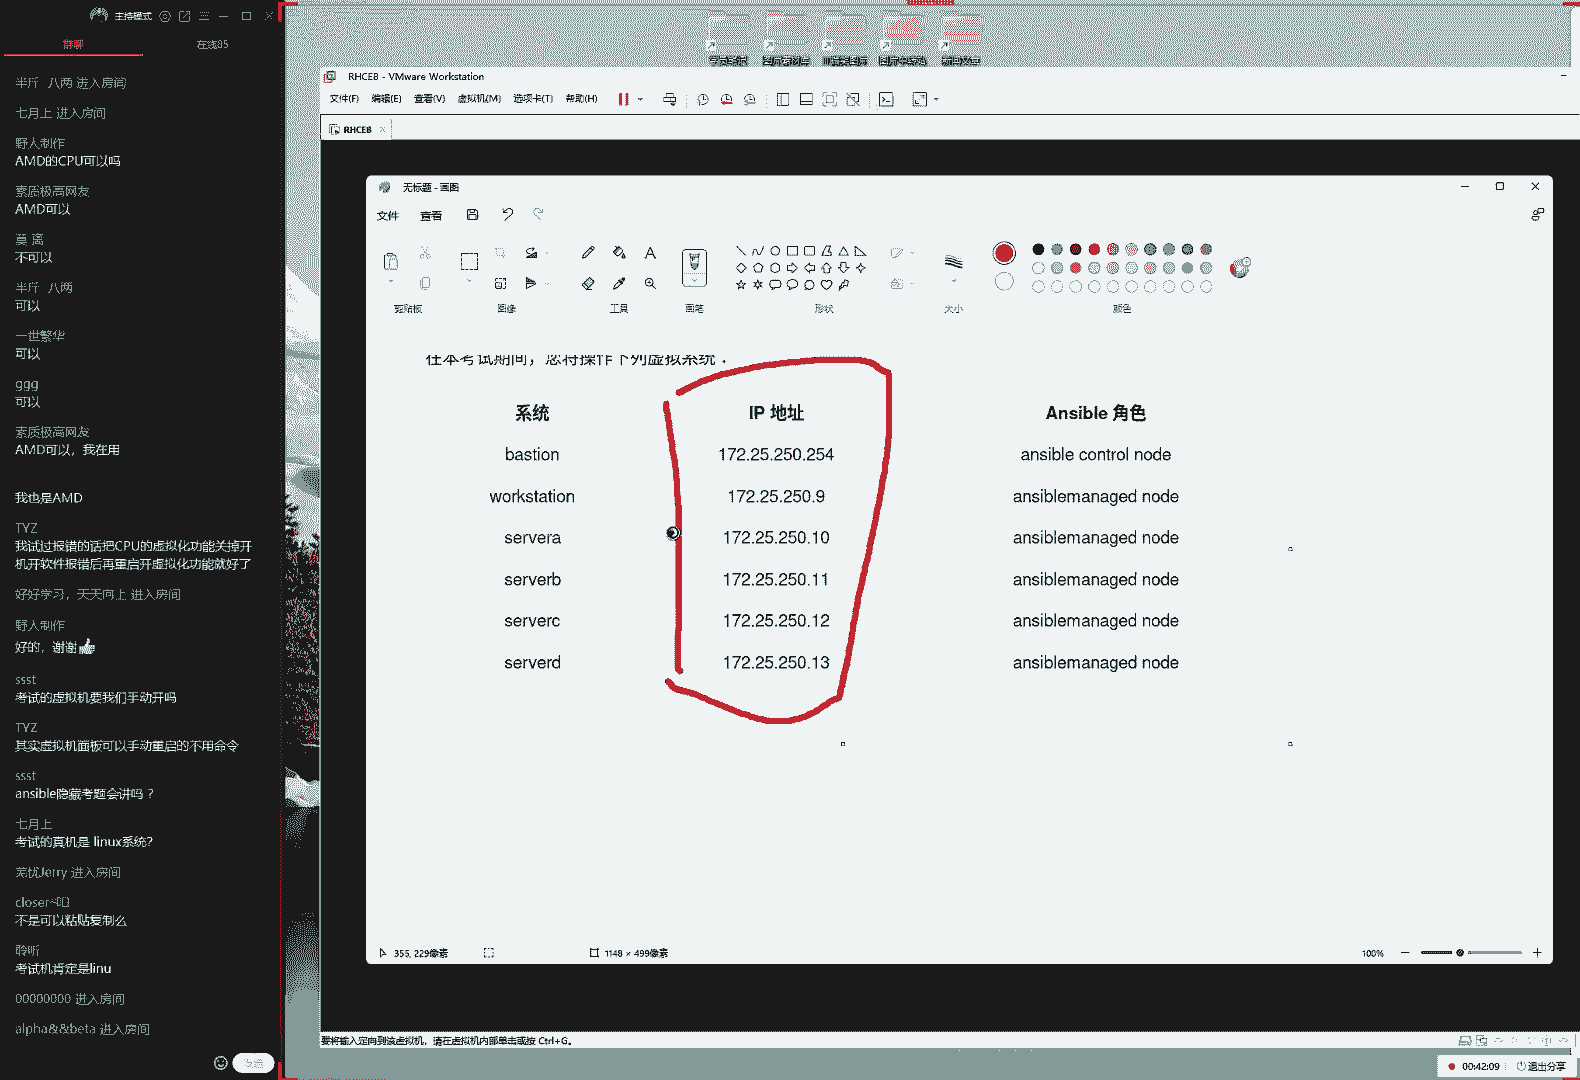 主持模式
群聊
在线85
半斤 八两 进入房间
七月上 进入房间
野人制作
AMD的CPU可以吗
素质极高网友
AMD可以
莫 离
不可以
半斤 八两
可以
一世繁华
可以
ggg
可以
素质极高网友
AMD可以，我在用
我也是AMD
TYZ
我试过报错的话把CPU的虚拟化功能关掉开
机开软件报错后再重启开虚拟化功能就好了
好好学习，天天向上 进入房间
野人制作
好的，谢谢
ssst
考试的虚拟机要我们手动开吗
TYZ
其实虚拟机面板可以手动重启的不用命令
ssst
ansible隐藏考题会讲吗？
七月上
考试的真机是 linux系统?
芜忧Jerry 进入房间
closer
不是可以粘贴复制么
聆听
考试机肯定是linu
00000000 进入房间
alpha&&beta 进入房间
发送
RHCE8 - VMware Workstation
文件(F) 编辑(E) 查看(V) 虚拟机(M) 选项卡(T) 帮助(H)
RHCE8
无标题 - 画图
文件 查看
剪贴板 图像 工具 画笔 形状 大小 颜色
在本考试期间，您将操作下列虚拟系统：
系统 IP 地址 Ansible 角色
bastion 172.25.250.254 ansible control node
workstation 172.25.250.9 ansiblemanaged node
servera 172.25.250.10 ansiblemanaged node
serverb 172.25.250.11 ansiblemanaged node
serverc 172.25.250.12 ansiblemanaged node
serverd 172.25.250.13 ansiblemanaged node
355, 229像素 1148 × 499像素 100%
要将输入定向到该虚拟机，请在虚拟机内部单击或按 Ctrl+G。
00:42:09 退出分享